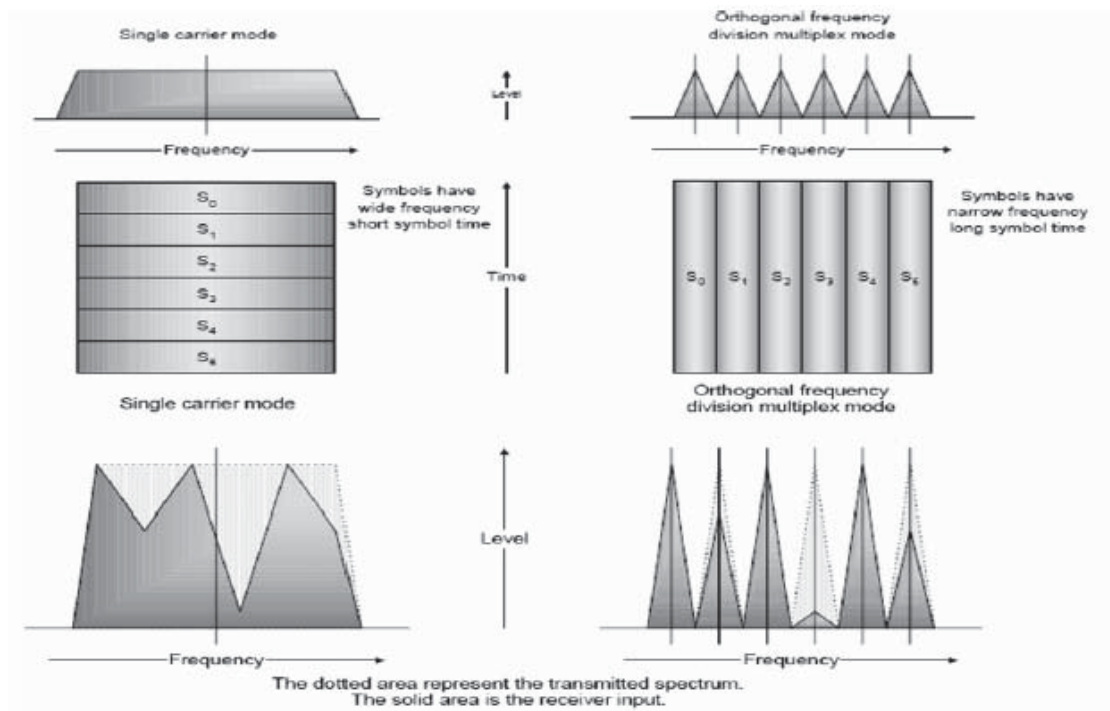 Single carrier mode
Orthogonal frequency
division multiplex mode
Level
Frequency
Frequency
S0
S1
S2
S3
S4
S5
Symbols have
wide frequency
short symbol time
Time
S0 S1 S2 S3 S4 S5
Symbols have
narrow frequency
long symbol time
Single carrier mode
Orthogonal frequency
division multiplex mode
Level
Frequency
Frequency
The dotted area represent the transmitted spectrum.
The solid area is the receiver input.